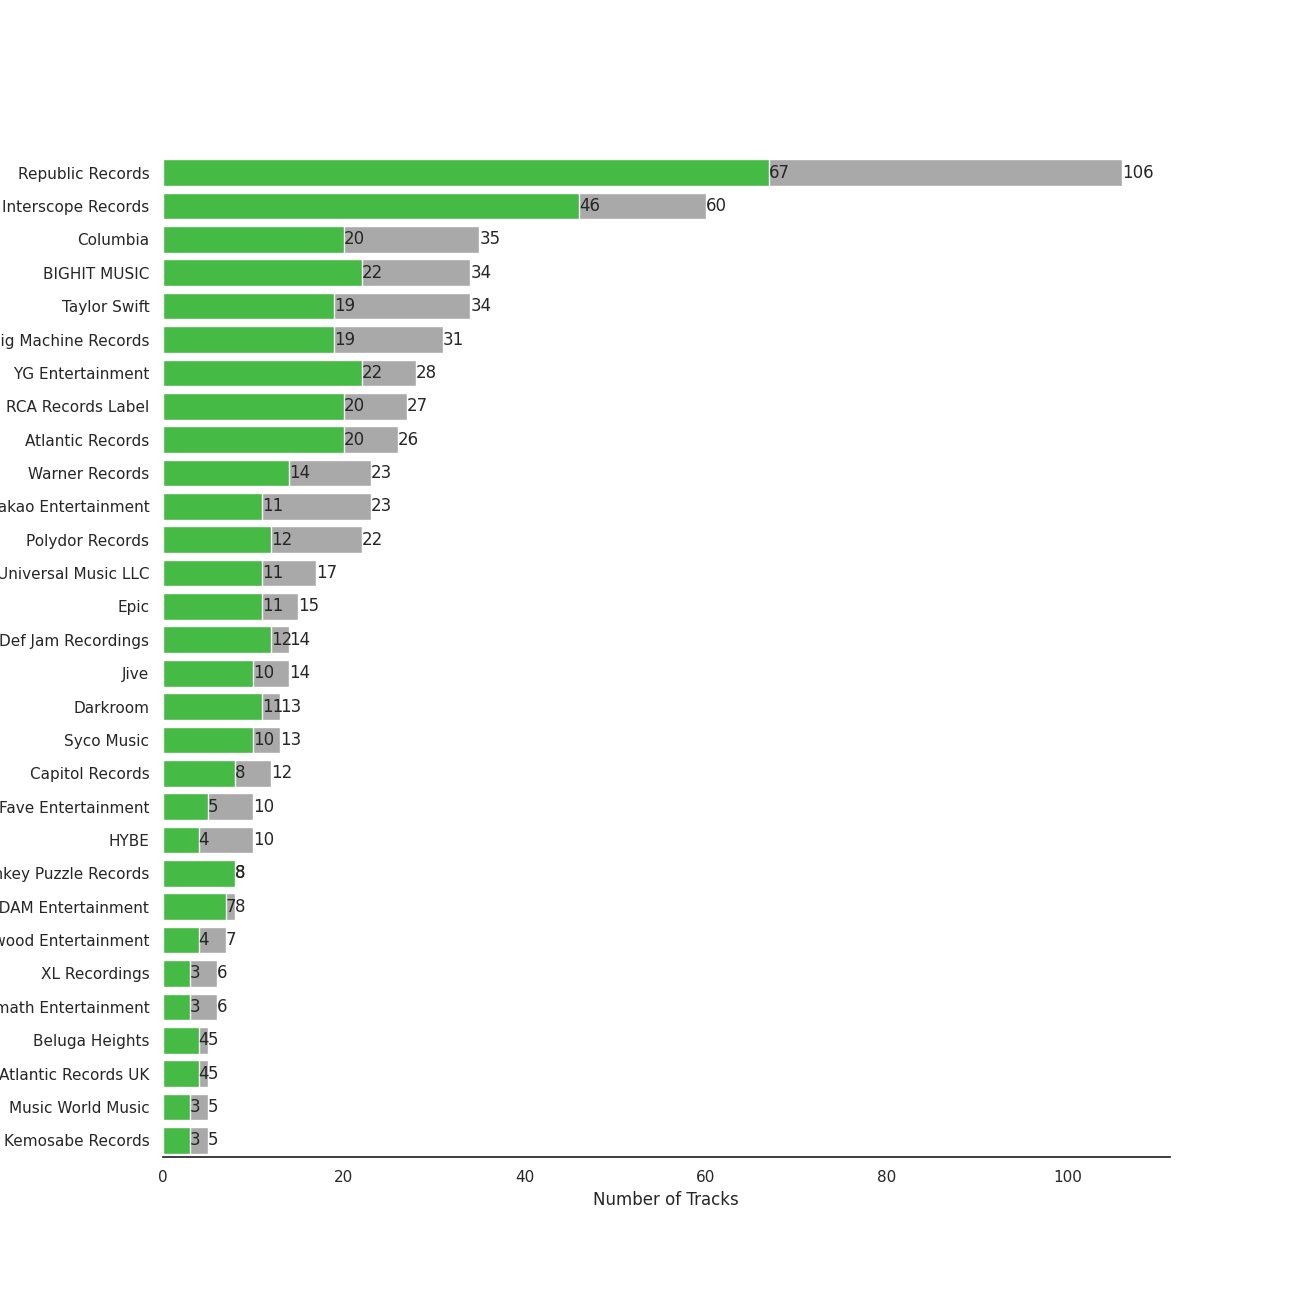 Republic Records 67 106
Interscope Records 46 60
Columbia 20 35
BIGHIT MUSIC 22 34
Taylor Swift 19 34
ig Machine Records 19 31
YG Entertainment 22 28
RCA Records Label 20 27
Atlantic Records 20 26
Warner Records 14 23
akao Entertainment 11 23
Polydor Records 12 22
Universal Music LLC 11 17
Epic 11 15
Def Jam Recordings 12 14
Jive 10 14
Darkroom 11 13
Syco Music 10 13
Capitol Records 8 12
Fave Entertainment 5 10
HYBE 4 10
nkey Puzzle Records 8 8
DAM Entertainment 7 8
wood Entertainment 4 7
XL Recordings 3 6
math Entertainment 3 6
Beluga Heights 4 5
Atlantic Records UK 4 5
Music World Music 3 5
Kemosabe Records 3 5
0 20 40 60 80 100
Number of Tracks